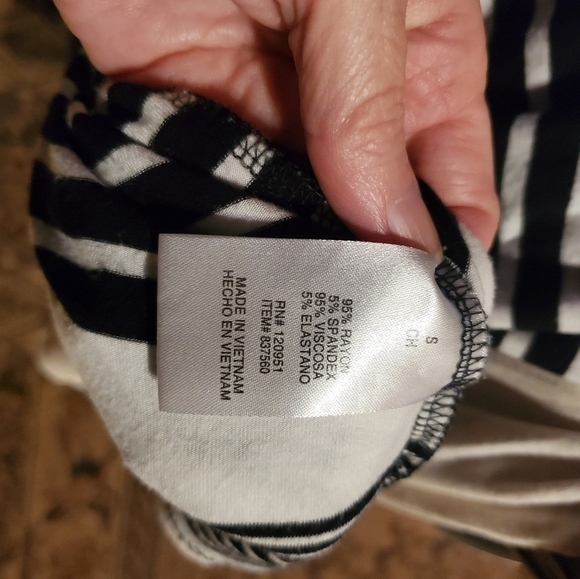 S
CH
95% RAYON
5% SPANDEX
95% VISCOSA
5% ELASTANO
RN# 120951
ITEM# 837560
MADE IN VIETNAM
HECHO EN VIETNAM